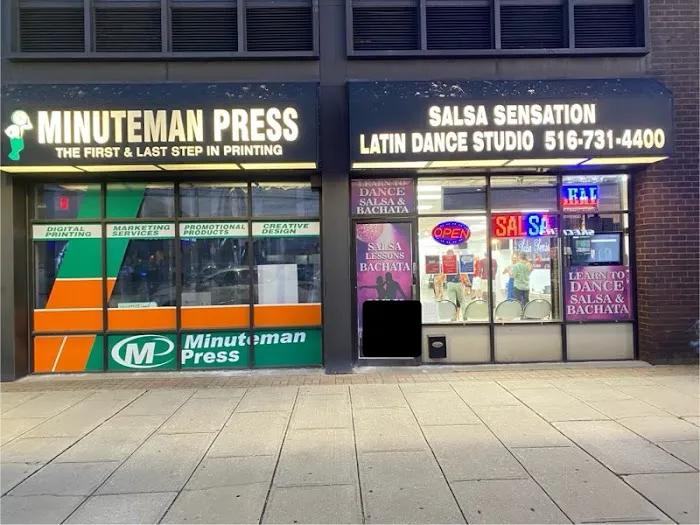 MINUTEMAN PRESS
THE FIRST & LAST STEP IN PRINTING
DIGITAL PRINTING
MARKETING SERVICES
PROMOTIONAL PRODUCTS
CREATIVE DESIGN
MP
Minuteman
Press
SALSA SENSATION
LATIN DANCE STUDIO 516-731-4400
LEARN TO
DANCE
SALSA &
BACHATA
SALSA
LESSONS
BACHATA
OPEN
SALSA
LEARN TO
DANCE
SALSA &
BACHATA